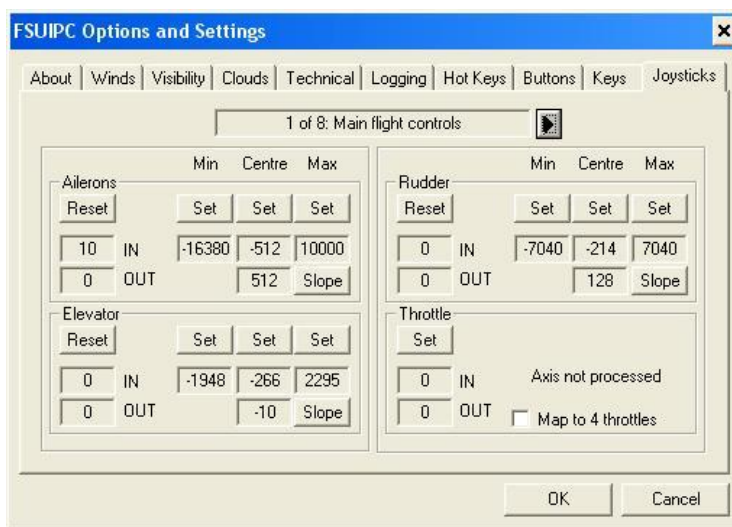 FSUIPC Options and Settings
About Winds Visibility Clouds Technical Logging Hot Keys Buttons Keys Joysticks
1 of 8: Main flight controls
Min Centre Max
Ailerons
Reset Set Set Set
10 IN -16380 -512 10000
0 OUT 512 Slope
Elevator
Reset Set Set Set
0 IN -1948 -266 2295
0 OUT -10 Slope
Min Centre Max
Rudder
Reset Set Set Set
0 IN -7040 -214 7040
0 OUT 128 Slope
Throttle
Set
0 IN Axis not processed
0 OUT Map to 4 throttles
OK Cancel